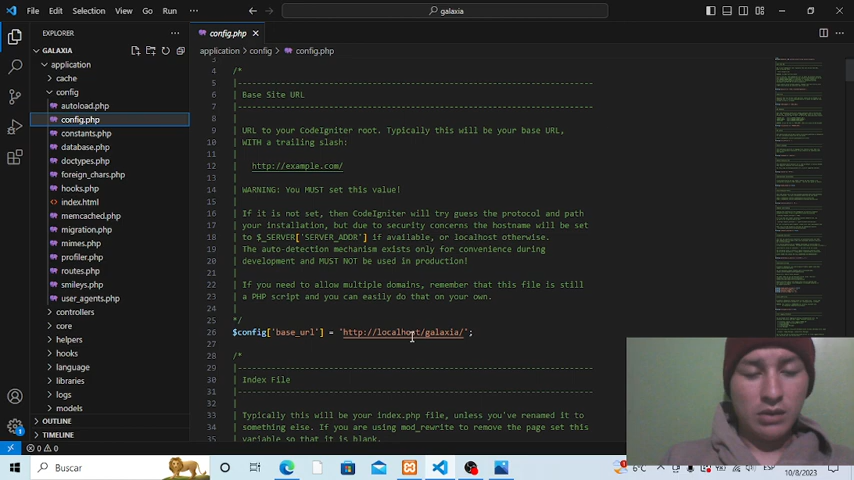 File Edit Selection View Go Run ...
galaxia
EXPLORER
config.php
GALAXIA
application > config > config.php
application
cache
config
autoload.php
config.php
constants.php
database.php
doctypes.php
foreign_chars.php
hooks.php
index.html
memcached.php
migration.php
mimes.php
profiler.php
routes.php
smileys.php
user_agents.php
controllers
core
helpers
hooks
language
libraries
logs
models
OUTLINE
TIMELINE
4 /*
5 |--------------------------------------------------------------------------
6 | Base Site URL
7 |--------------------------------------------------------------------------
8 |
9 | URL to your CodeIgniter root. Typically this will be your base URL,
10 | WITH a trailing slash:
11 |
12 | http://example.com/
13 |
14 | WARNING: You MUST set this value!
15 |
16 | If it is not set, then CodeIgniter will try guess the protocol and path
17 | your installation, but due to security concerns the hostname will be set
18 | to $_SERVER['SERVER_ADDR'] if available, or localhost otherwise.
19 | The auto-detection mechanism exists only for convenience during
20 | development and MUST NOT be used in production!
21 |
22 | If you need to allow multiple domains, remember that this file is still
23 | a PHP script and you can easily do that on your own.
24 |
25 */
26 $config['base_url'] = 'http://localhost/galaxia/';
27
28 /*
29 |--------------------------------------------------------------------------
30 | Index File
31 |--------------------------------------------------------------------------
32 |
33 | Typically this will be your index.php file, unless you've renamed it to
34 | something else. If you are using mod_rewrite to remove the page set this
35 | variable so that it is blank.
0 0
Buscar
6°C
ESP
10/8/2023